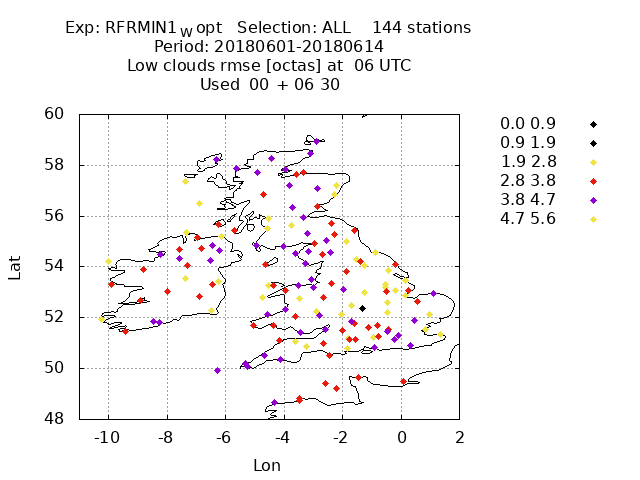 Exp: RFRMIN1Wopt Selection: ALL 144 stations
Period: 20180601-20180614
Low clouds rmse [octas] at 06 UTC
Used 00 + 06 30
0.0 0.9
0.9 1.9
1.9 2.8
2.8 3.8
3.8 4.7
4.7 5.6
60
58
56
54
52
50
48
Lat
-10 -8 -6 -4 -2 0 2
Lon